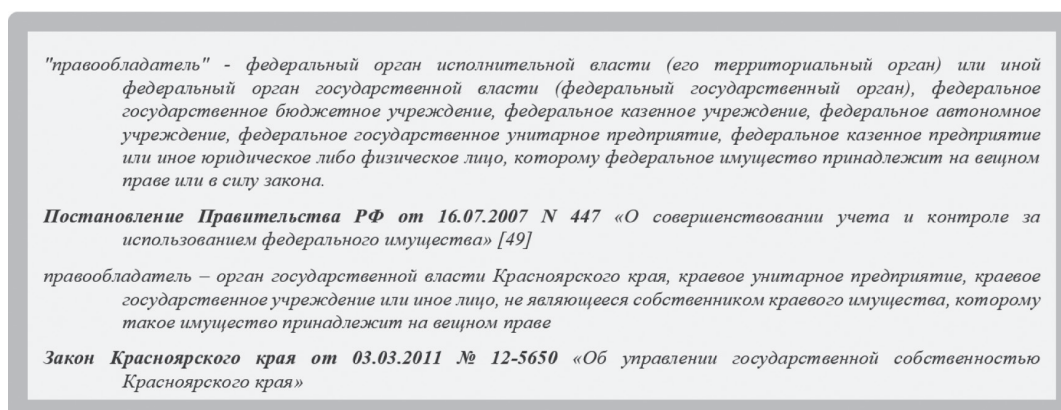 "правообладатель" - федеральный орган исполнительной власти (его территориальный орган) или иной
федеральный орган государственной власти (федеральный государственный орган), федеральное
государственное бюджетное учреждение, федеральное казенное учреждение, федеральное автономное
учреждение, федеральное государственное унитарное предприятие, федеральное казенное предприятие
или иное юридическое либо физическое лицо, которому федеральное имущество принадлежит на вещном
праве или в силу закона.
Постановление Правительства РФ от 16.07.2007 N 447 «О совершенствовании учета и контроле за
использованием федерального имущества» [49]
правообладатель – орган государственной власти Красноярского края, краевое унитарное предприятие, краевое
государственное учреждение или иное лицо, не являющееся собственником краевого имущества, которому
такое имущество принадлежит на вещном праве
Закон Красноярского края от 03.03.2011 № 12-5650 «Об управлении государственной собственностью
Красноярского края»